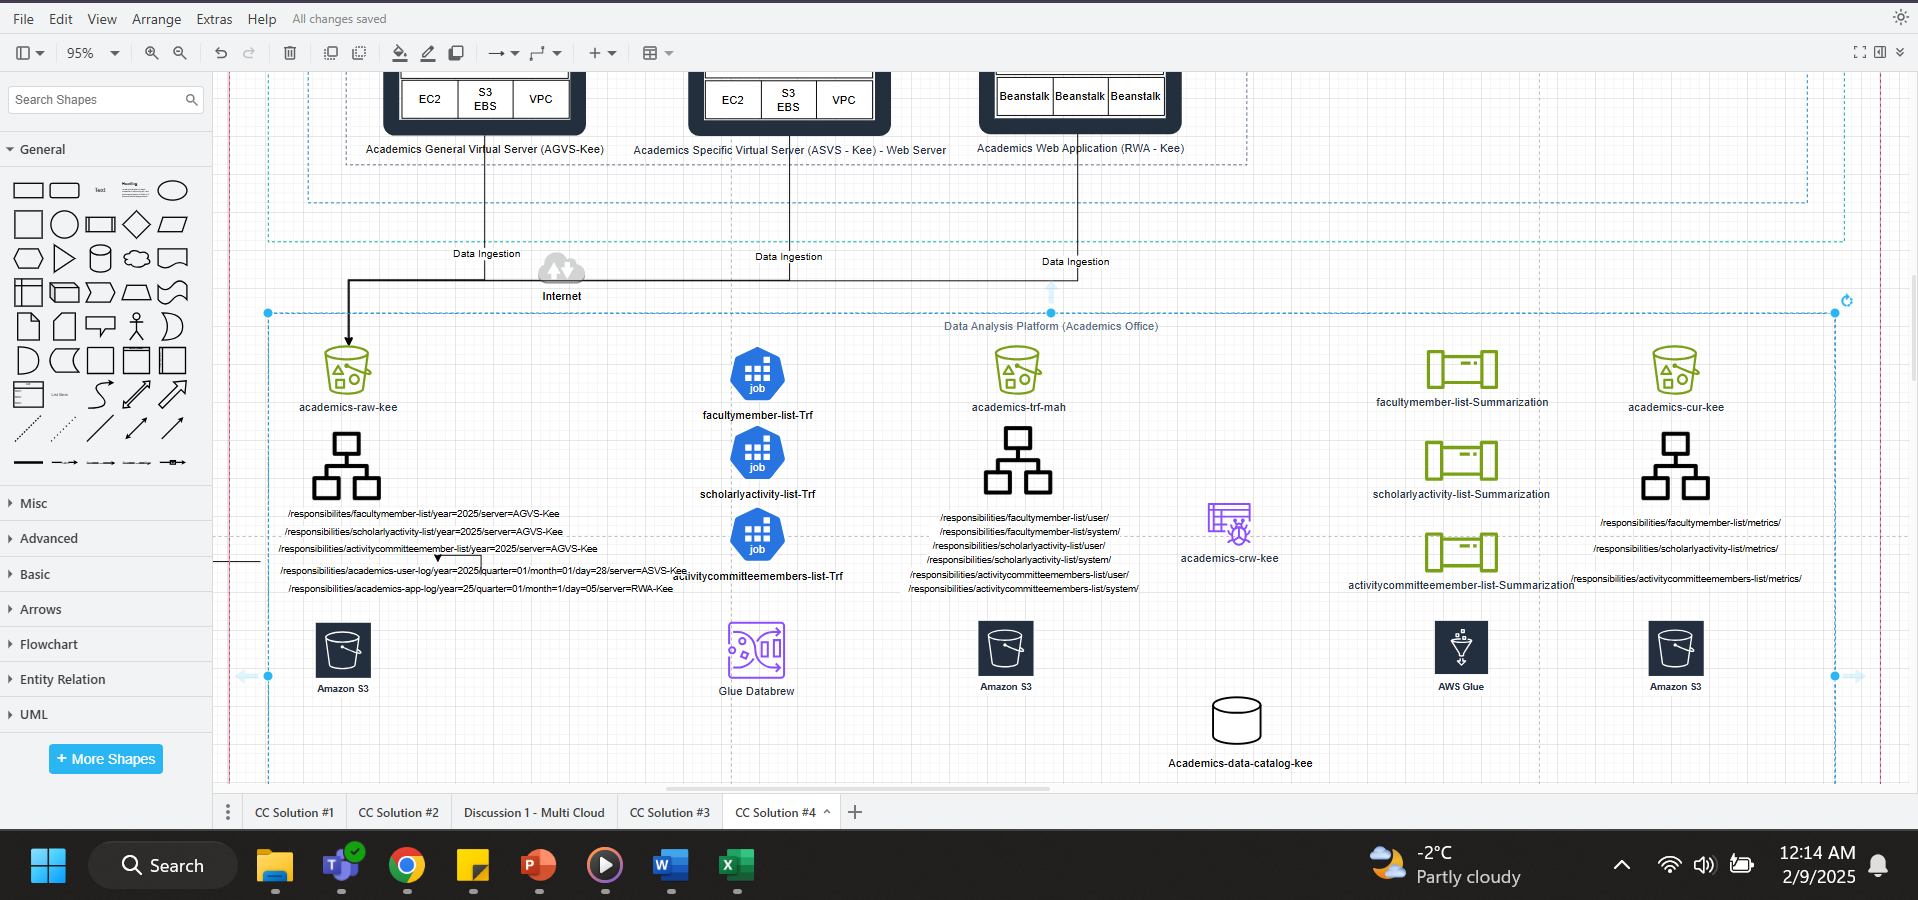 File Edit View Arrange Extras Help All changes saved
95%
Search Shapes
General
Text
Heading
Misc
Advanced
Basic
Arrows
Flowchart
Entity Relation
UML
+ More Shapes
EC2 S3 EBS VPC
Academics General Virtual Server (AGVS-Kee)
EC2 S3 EBS VPC
Academics Specific Virtual Server (ASVS - Kee) - Web Server
Beanstalk Beanstalk Beanstalk
Academics Web Application (RWA - Kee)
Data Ingestion
Data Ingestion
Data Ingestion
Internet
Data Analysis Platform (Academics Office)
academics-raw-kee
/responsibilites/facultymember-list/year=2025/server=AGVS-Kee
/responsibilities/scholarlyactivity-list/year=2025/server=AGVS-Kee
/responsibilities/activitycommitteemember-list/year=2025/server=AGVS-Kee
/responsibilities/academics-user-log/year=2025/quarter=01/month=01/day=28/server=ASVS-Kee
/responsibilities/academics-app-log/year=25/quarter=01/month=1/day=05/server=RWA-Kee
Amazon S3
job
facultymember-list-Trf
job
scholarlyactivity-list-Trf
job
activitycommitteemembers-list-Trf
Glue Databrew
academics-trf-mah
/responsibilities/facultymember-list/user/
/responsibilities/facultymember-list/system/
/responsibilities/scholarlyactivity-list/user/
/responsibilities/scholarlyactivity-list/system/
/responsibilities/activitycommitteemembers-list/user/
/responsibilities/activitycommitteemembers-list/system/
Amazon S3
academics-crw-kee
Academics-data-catalog-kee
facultymember-list-Summarization
scholarlyactivity-list-Summarization
activitycommitteemember-list-Summarization
AWS Glue
academics-cur-kee
/responsibilities/facultymember-list/metrics/
/responsibilities/scholarlyactivity-list/metrics/
/responsibilities/activitycommitteemembers-list/metrics/
Amazon S3
CC Solution #1 CC Solution #2 Discussion 1 - Multi Cloud CC Solution #3 CC Solution #4
Search
-2°C
Partly cloudy
12:14 AM
2/9/2025